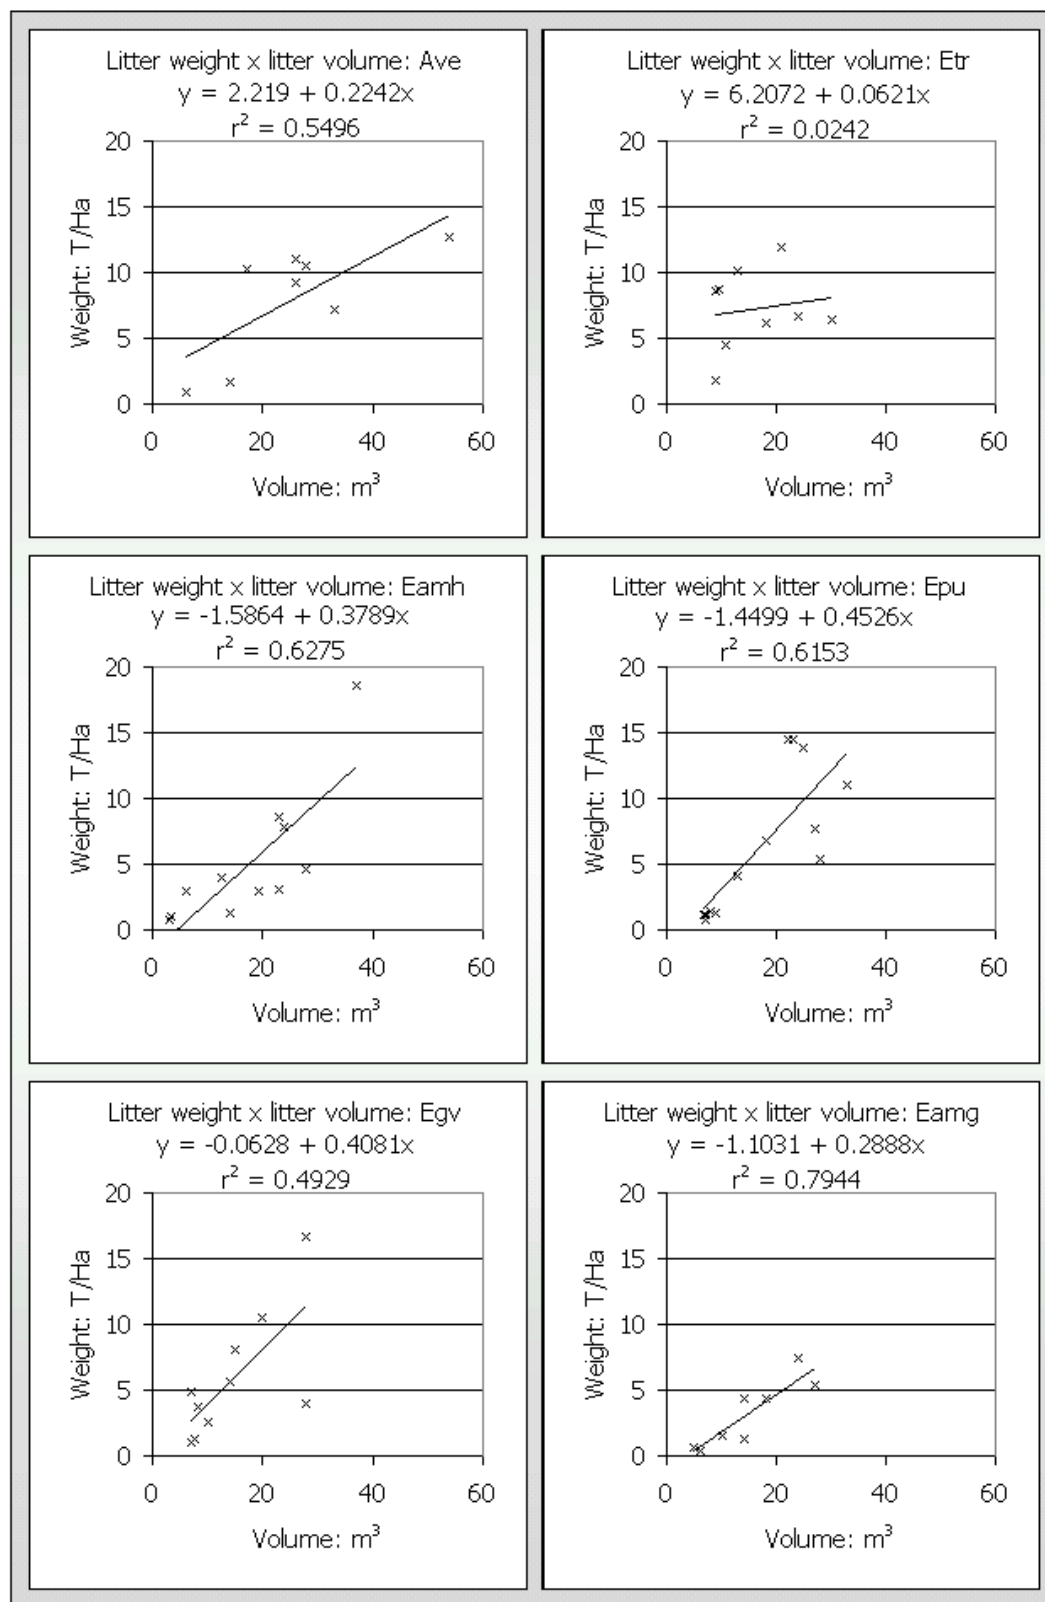 Litter weight x litter volume: Ave
y = 2.219 + 0.2242x
r² = 0.5496
20
15
10
5
0
Weight: T/Ha
0 20 40 60
Volume: m³
Litter weight x litter volume: Etr
y = 6.2072 + 0.0621x
r² = 0.0242
20
15
10
5
0
Weight: T/Ha
0 20 40 60
Volume: m³
Litter weight x litter volume: Eamh
y = -1.5864 + 0.3789x
r² = 0.6275
20
15
10
5
0
Weight: T/Ha
0 20 40 60
Volume: m³
Litter weight x litter volume: Epu
y = -1.4499 + 0.4526x
r² = 0.6153
20
15
10
5
0
Weight: T/Ha
0 20 40 60
Volume: m³
Litter weight x litter volume: Egv
y = -0.0628 + 0.4081x
r² = 0.4929
20
15
10
5
0
Weight: T/Ha
0 20 40 60
Volume: m³
Litter weight x litter volume: Eamg
y = -1.1031 + 0.2888x
r² = 0.7944
20
15
10
5
0
Weight: T/Ha
0 20 40 60
Volume: m³